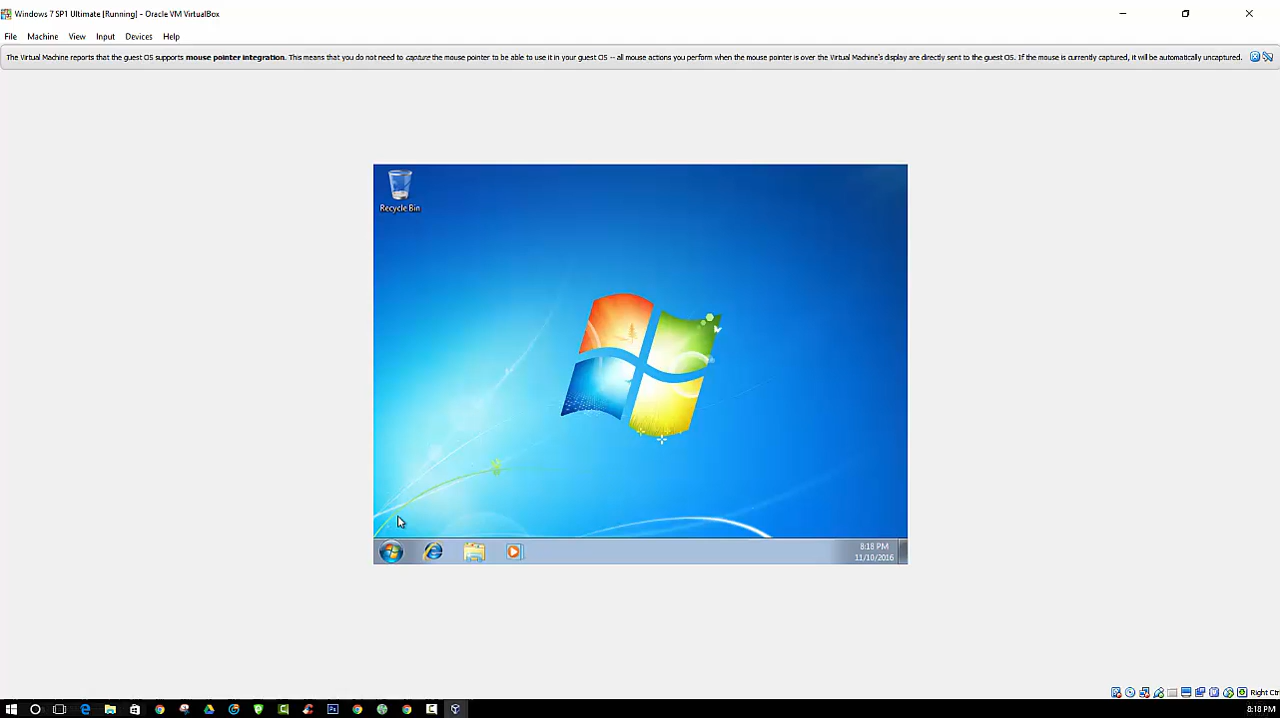 Windows 7 SP1 Ultimate [Running] - Oracle VM VirtualBox
File Machine View Input Devices Help
The Virtual Machine reports that the guest OS supports mouse pointer integration. This means that you do not need to capture the mouse pointer to be able to use it in your guest OS -- all mouse actions you perform when the mouse pointer is over the Virtual Machine's display are directly sent to the guest OS. If the mouse is currently captured, it will be automatically uncaptured.
Recycle Bin
8:18 PM
11/10/2016
Right Ctrl
8:18 PM